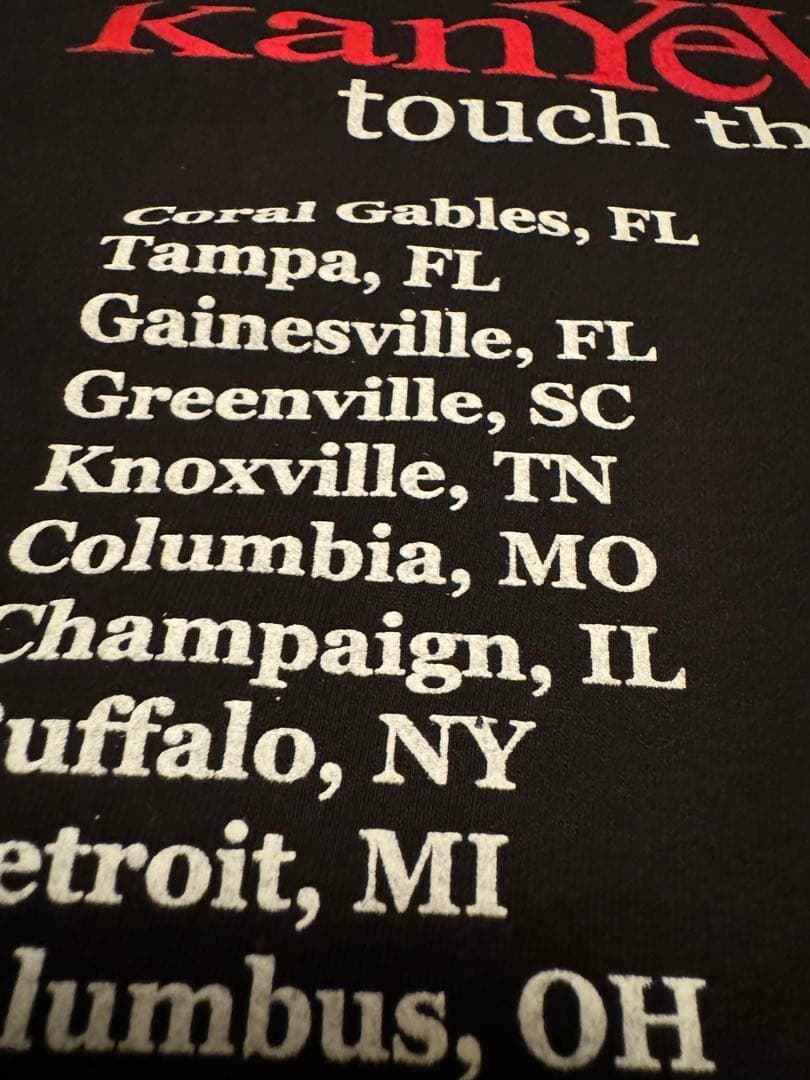 kanYeW
touch th
Coral Gables, FL
Tampa, FL
Gainesville, FL
Greenville, SC
Knoxville, TN
Columbia, MO
Champaign, IL
uffalo, NY
etroit, MI
lumbus, OH